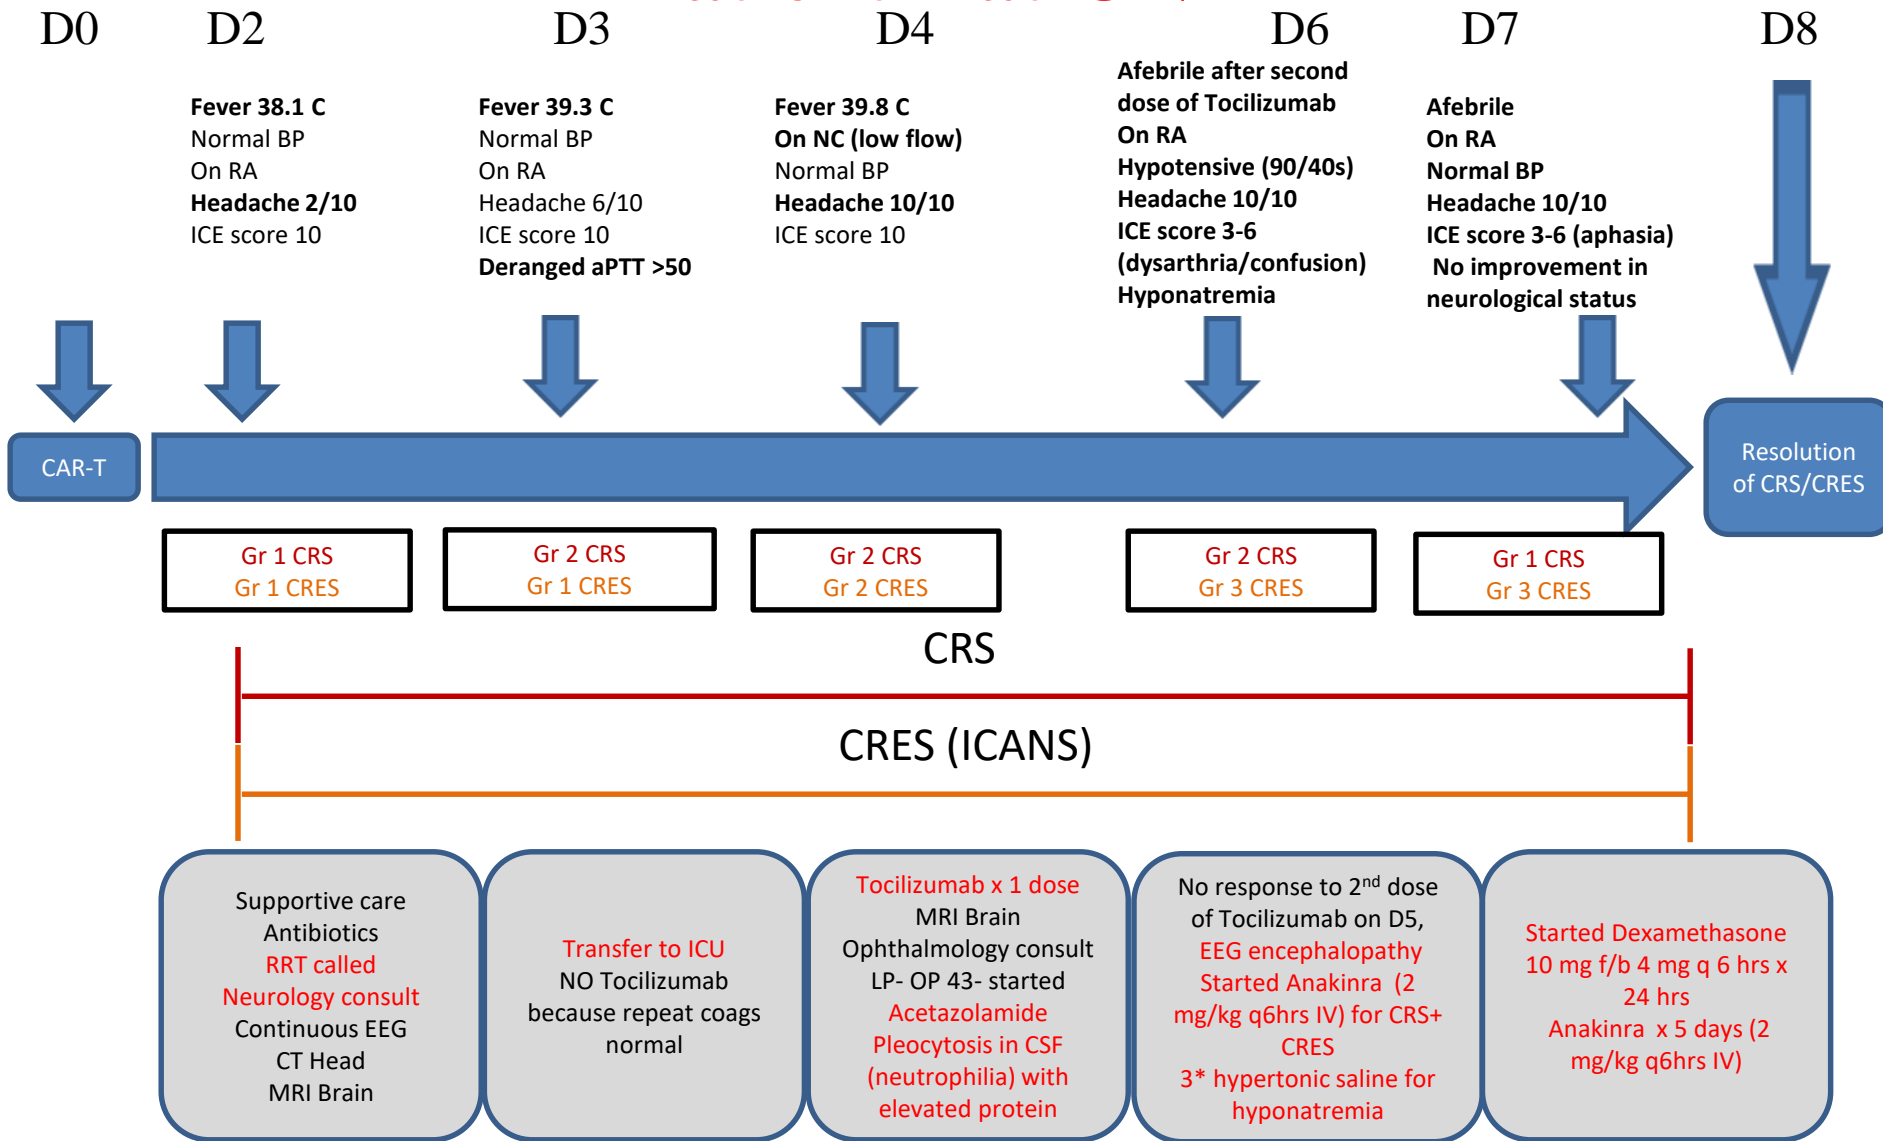 D0
D2
D3
D4
D6
D7
D8
Fever 38.1 C
Normal BP
On RA
Headache 2/10
ICE score 10
Fever 39.3 C
Normal BP
On RA
Headache 6/10
ICE score 10
Deranged aPTT >50
Fever 39.8 C
On NC (low flow)
Normal BP
Headache 10/10
ICE score 10
Afebrile after second
dose of Tocilizumab
On RA
Hypotensive (90/40s)
Headache 10/10
ICE score 3-6
(dysarthria/confusion)
Hyponatremia
Afebrile
On RA
Normal BP
Headache 10/10
ICE score 3-6 (aphasia)
No improvement in
neurological status
CAR-T
Resolution
of CRS/CRES
Gr 1 CRS
Gr 1 CRES
Gr 2 CRS
Gr 1 CRES
Gr 2 CRS
Gr 2 CRES
Gr 2 CRS
Gr 3 CRES
Gr 1 CRS
Gr 3 CRES
CRS
CRES (ICANS)
Supportive care
Antibiotics
RRT called
Neurology consult
Continuous EEG
CT Head
MRI Brain
Transfer to ICU
NO Tocilizumab
because repeat coags
normal
Tocilizumab x 1 dose
MRI Brain
Ophthalmology consult
LP- OP 43- started
Acetazolamide
Pleocytosis in CSF
(neutrophilia) with
elevated protein
No response to 2nd dose
of Tocilizumab on D5,
EEG encephalopathy
Started Anakinra (2
mg/kg q6hrs IV) for CRS+
CRES
3* hypertonic saline for
hyponatremia
Started Dexamethasone
10 mg f/b 4 mg q 6 hrs x
24 hrs
Anakinra x 5 days (2
mg/kg q6hrs IV)